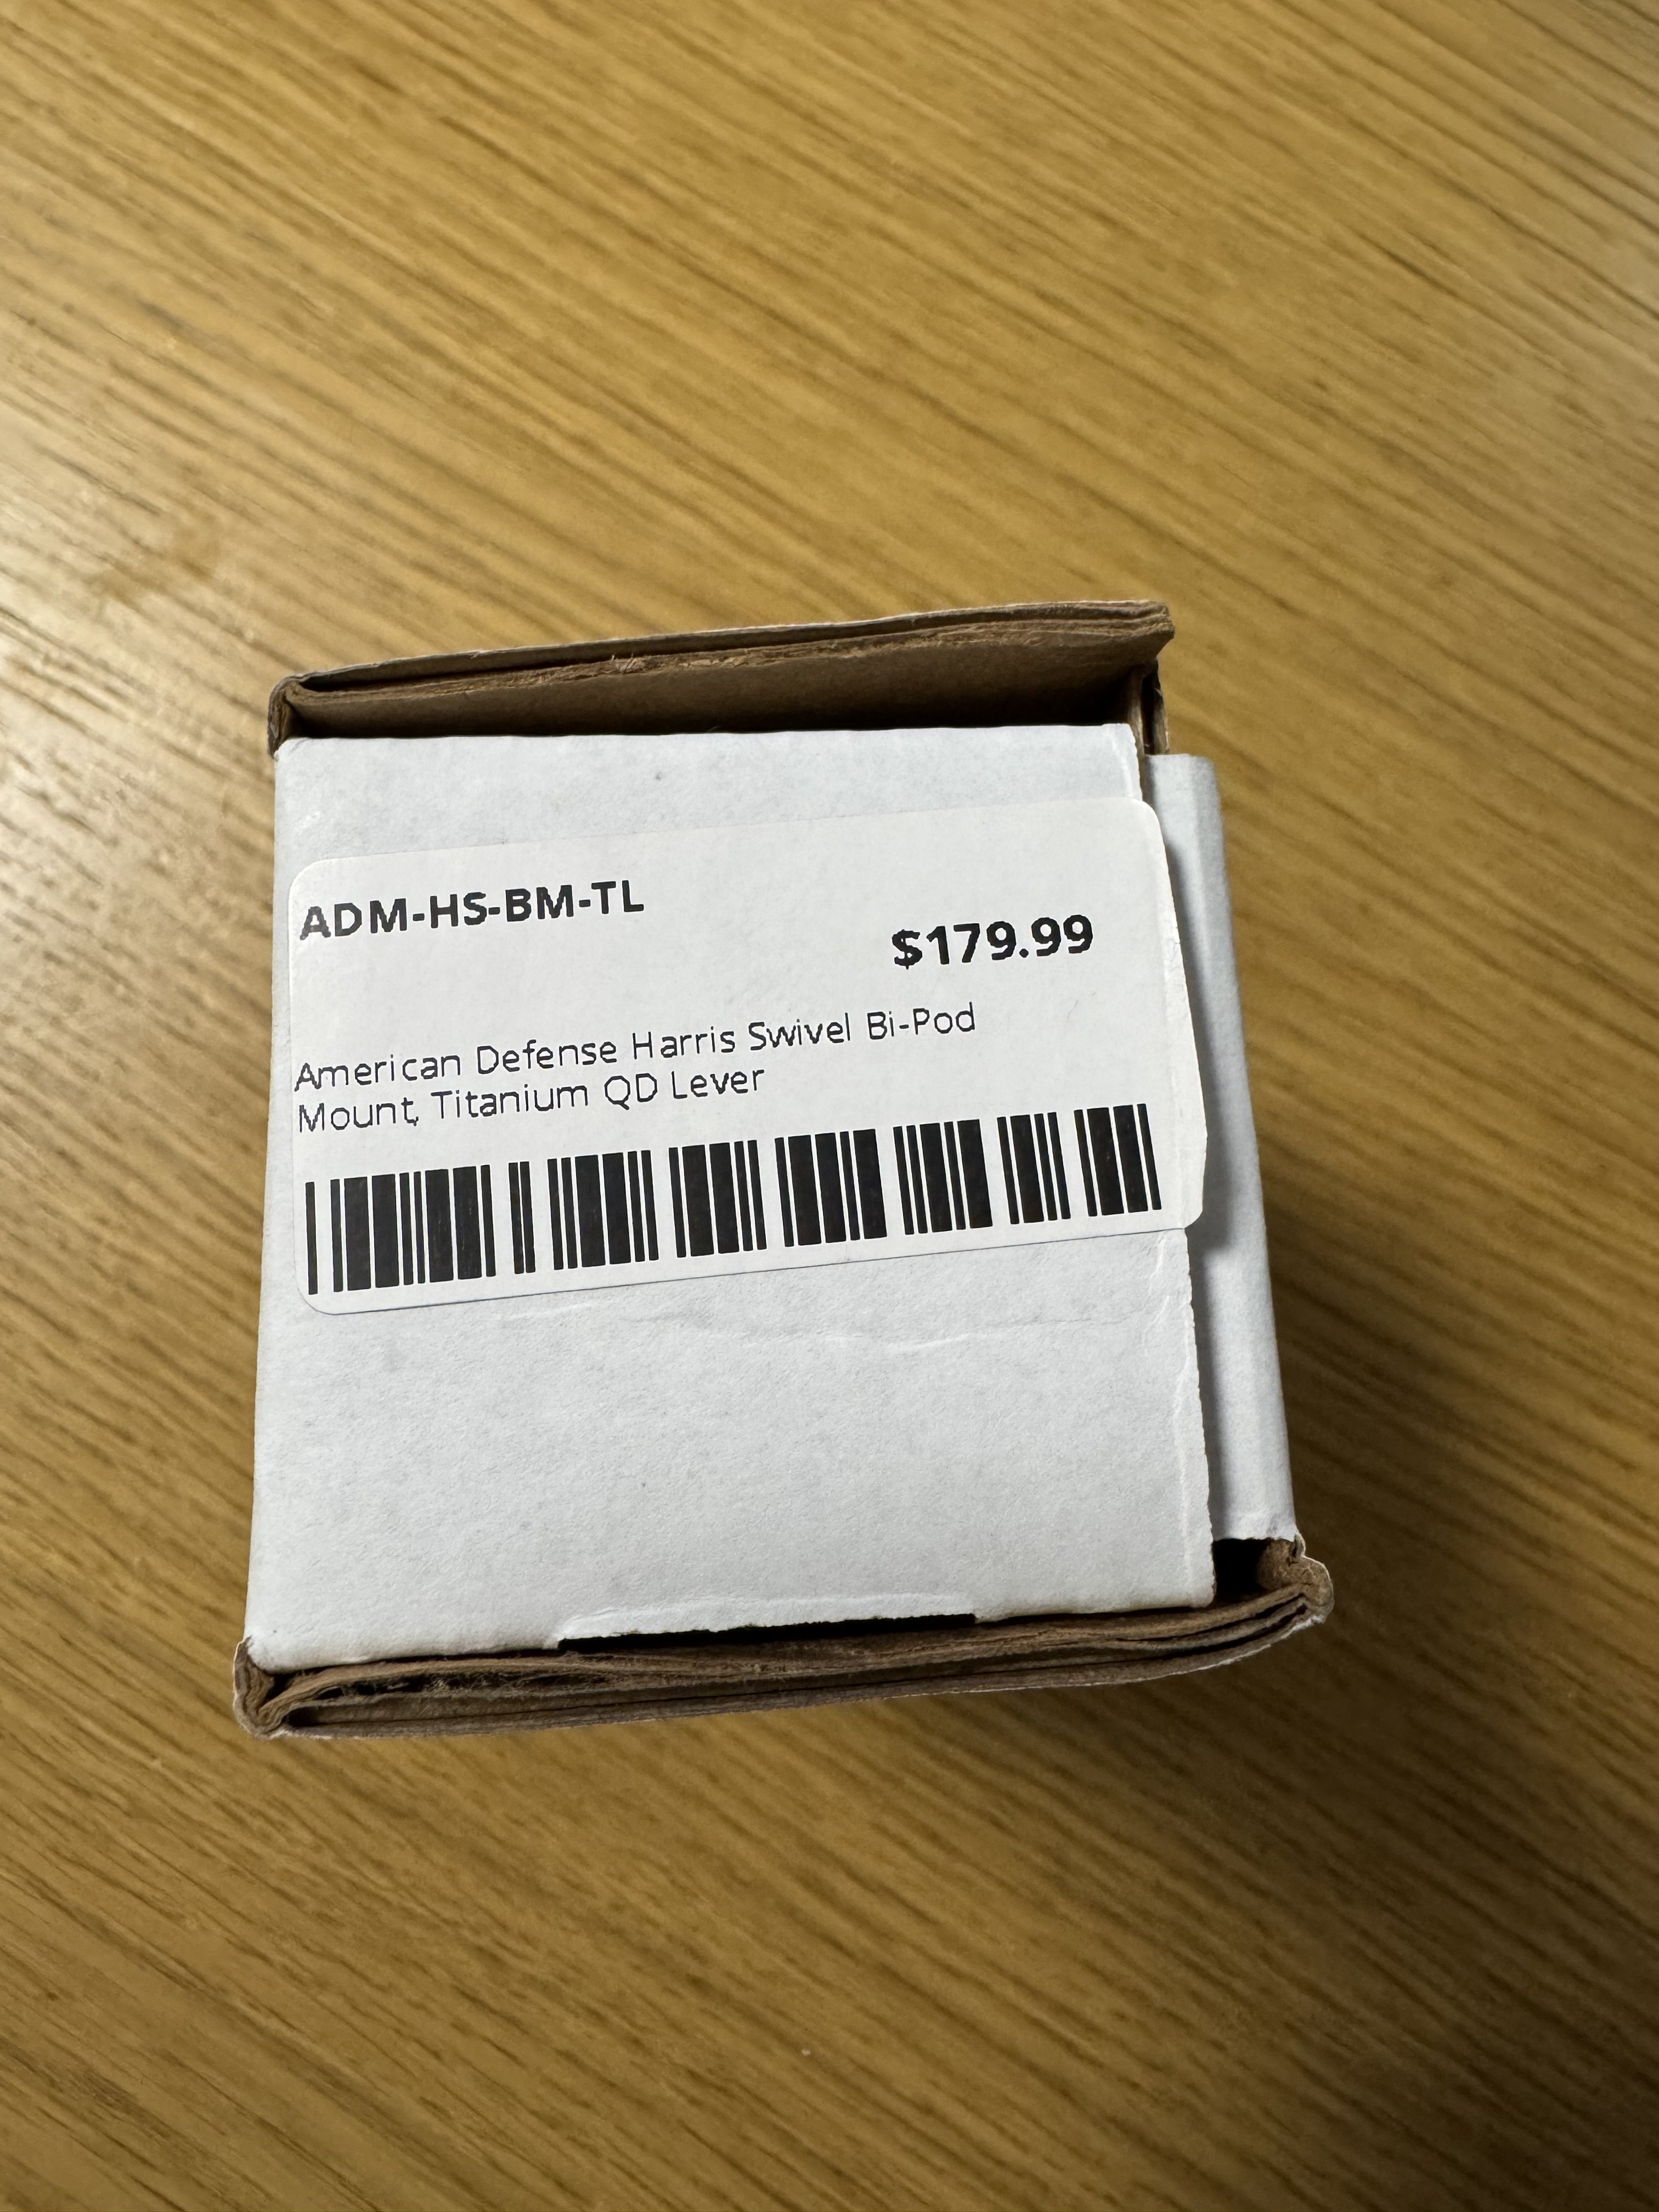 ADM-HS-BM-TL
$179.99
American Defense Harris Swivel Bi-Pod
Mount, Titanium QD Lever